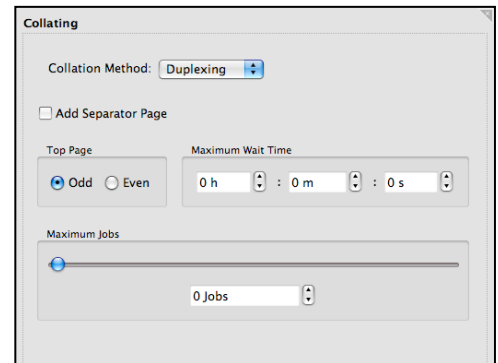 Collating
Collation Method: Duplexing
Add Separator Page
Top Page
Maximum Wait Time
Odd Even
0 h : 0 m : 0 s
Maximum Jobs
0 Jobs